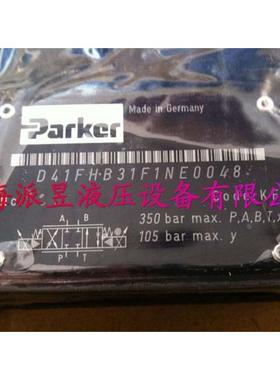 Made in Germany
Parker
D41FHB31F1NE0048
海派昱液压设备有限公
350 bar max. P,A,B,T,x
105 bar max. y
A B
P T